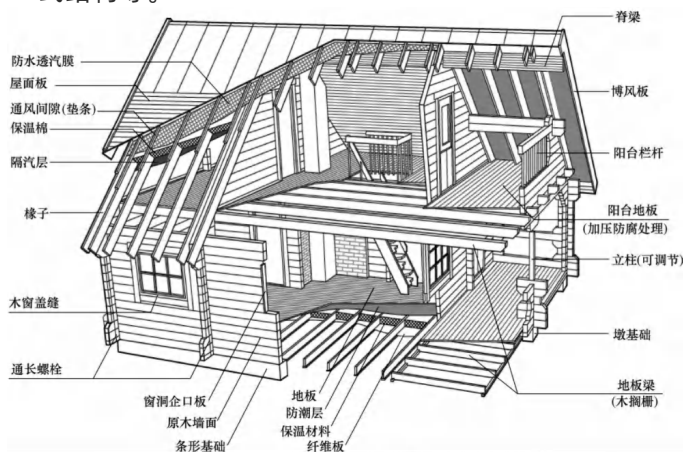 脊梁
防水透汽膜
屋面板
通风间隙(垫条)
保温棉
隔汽层
椽子
木窗盖缝
通长螺栓
窗洞企口板
原木墙面
条形基础
地板
防潮层
保温材料
纤维板
博风板
阳台栏杆
阳台地板
(加压防腐处理)
立柱(可调节)
墩基础
地板梁
(木搁栅)